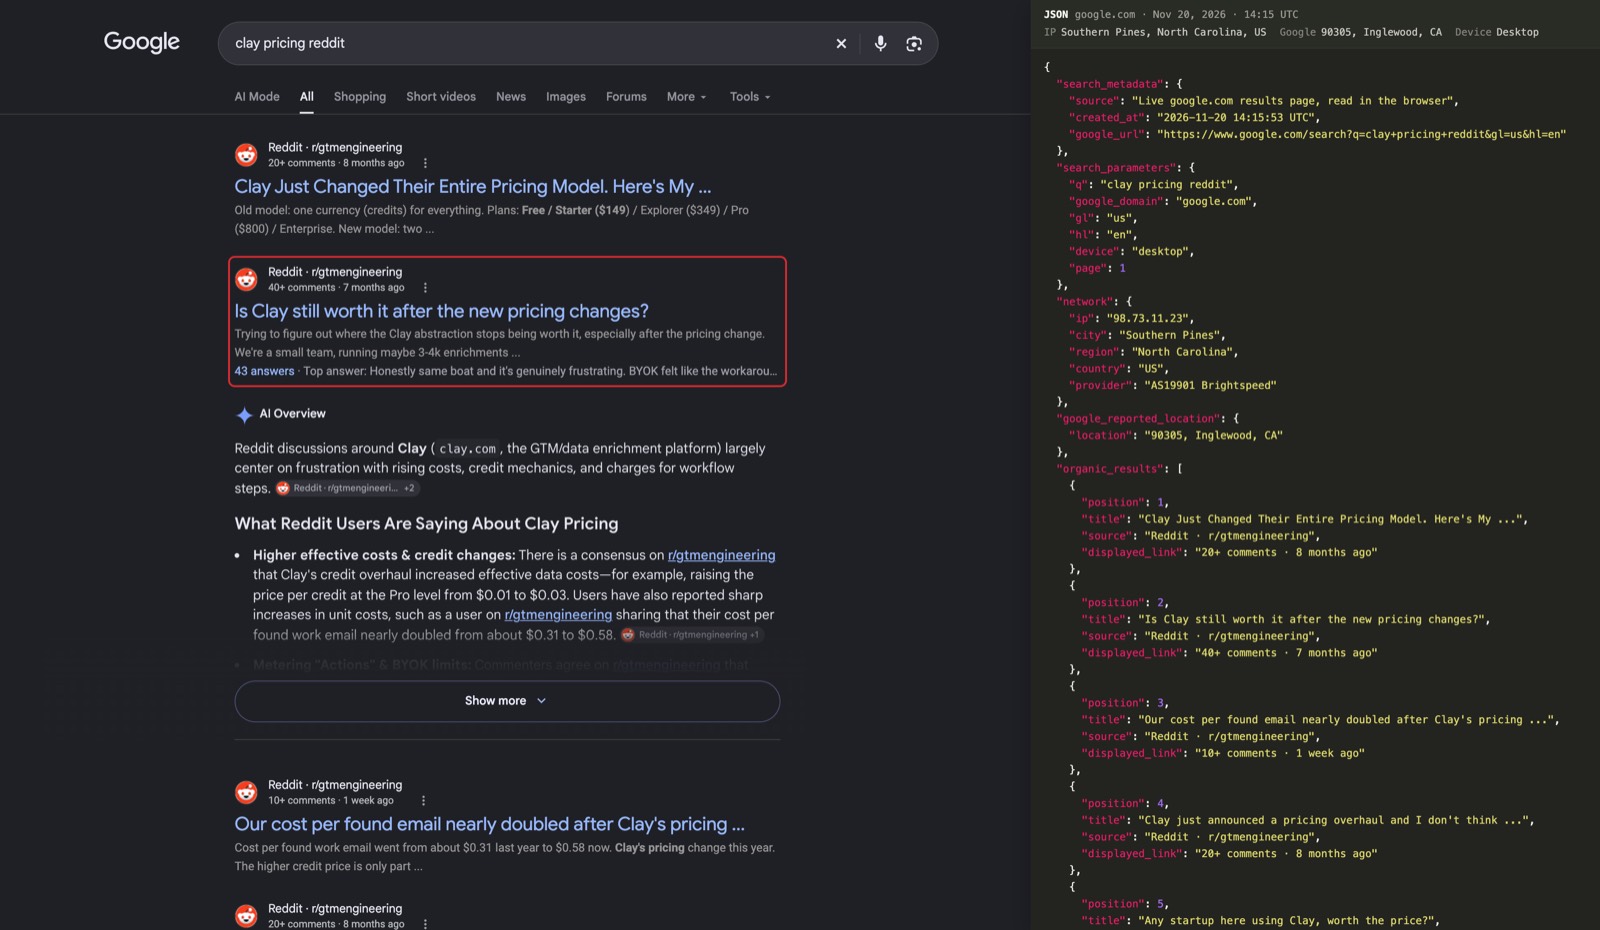 Google
clay pricing reddit
AI Mode
All
Shopping
Short videos
News
Images
Forums
More
Tools
Reddit · r/gtmengineering
20+ comments · 8 months ago
Clay Just Changed Their Entire Pricing Model. Here's My ...
Old model: one currency (credits) for everything. Plans: Free / Starter ($149) / Explorer ($349) / Pro
($800) / Enterprise. New model: two ...
Reddit · r/gtmengineering
40+ comments · 7 months ago
Is Clay still worth it after the new pricing changes?
Trying to figure out where the Clay abstraction stops being worth it, especially after the pricing change.
We're a small team, running maybe 3-4k enrichments ...
43 answers · Top answer: Honestly same boat and it's genuinely frustrating. BYOK felt like the workarou...
AI Overview
Reddit discussions around Clay ( clay.com , the GTM/data enrichment platform) largely
center on frustration with rising costs, credit mechanics, and charges for workflow
steps. Reddit · r/gtmengineeri... +2
What Reddit Users Are Saying About Clay Pricing
• Higher effective costs & credit changes: There is a consensus on r/gtmengineering
that Clay's credit overhaul increased effective data costs—for example, raising the
price per credit at the Pro level from $0.01 to $0.03. Users have also reported sharp
increases in unit costs, such as a user on r/gtmengineering sharing that their cost per
found work email nearly doubled from about $0.31 to $0.58. Reddit · r/gtmengineering +1
• Metering "Actions" & BYOK limits: Commenters agree on r/gtmengineering that
Show more
Reddit · r/gtmengineering
10+ comments · 1 week ago
Our cost per found email nearly doubled after Clay's pricing ...
Cost per found work email went from about $0.31 last year to $0.58 now. Clay's pricing change this year.
The higher credit price is only part ...
Reddit · r/gtmengineering
20+ comments · 8 months ago
JSON google.com · Nov 20, 2026 · 14:15 UTC
IP Southern Pines, North Carolina, US Google 90305, Inglewood, CA Device Desktop
{
"search_metadata": {
"source": "Live google.com results page, read in the browser",
"created_at": "2026-11-20 14:15:53 UTC",
"google_url": "https://www.google.com/search?q=clay+pricing+reddit&gl=us&hl=en"
},
"search_parameters": {
"q": "clay pricing reddit",
"google_domain": "google.com",
"gl": "us",
"hl": "en",
"device": "desktop",
"page": 1
},
"network": {
"ip": "98.73.11.23",
"city": "Southern Pines",
"region": "North Carolina",
"country": "US",
"provider": "AS19901 Brightspeed"
},
"google_reported_location": {
"location": "90305, Inglewood, CA"
},
"organic_results": [
{
"position": 1,
"title": "Clay Just Changed Their Entire Pricing Model. Here's My ...",
"source": "Reddit · r/gtmengineering",
"displayed_link": "20+ comments · 8 months ago"
},
{
"position": 2,
"title": "Is Clay still worth it after the new pricing changes?",
"source": "Reddit · r/gtmengineering",
"displayed_link": "40+ comments · 7 months ago"
},
{
"position": 3,
"title": "Our cost per found email nearly doubled after Clay's pricing ...",
"source": "Reddit · r/gtmengineering",
"displayed_link": "10+ comments · 1 week ago"
},
{
"position": 4,
"title": "Clay just announced a pricing overhaul and I don't think ...",
"source": "Reddit · r/gtmengineering",
"displayed_link": "20+ comments · 8 months ago"
},
{
"position": 5,
"title": "Any startup here using Clay, worth the price?",